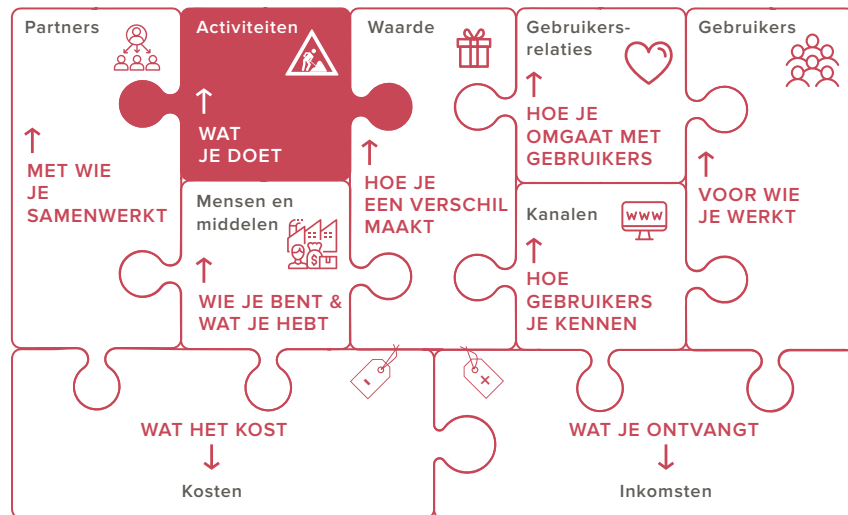 Partners
MET WIE
JE
SAMENWERKT
Activiteiten
WAT
JE DOET
Mensen en
middelen
WIE JE BENT &
WAT JE HEBT
Waarde
HOE JE
EEN VERSCHIL
MAAKT
Gebruikers-
relaties
HOE JE
OMGAAT MET
GEBRUIKERS
Kanalen
www
HOE
GEBRUIKERS
JE KENNEN
Gebruikers
VOOR WIE
JE WERKT
$
-
+
WAT HET KOST
Kosten
WAT JE ONTVANGT
Inkomsten